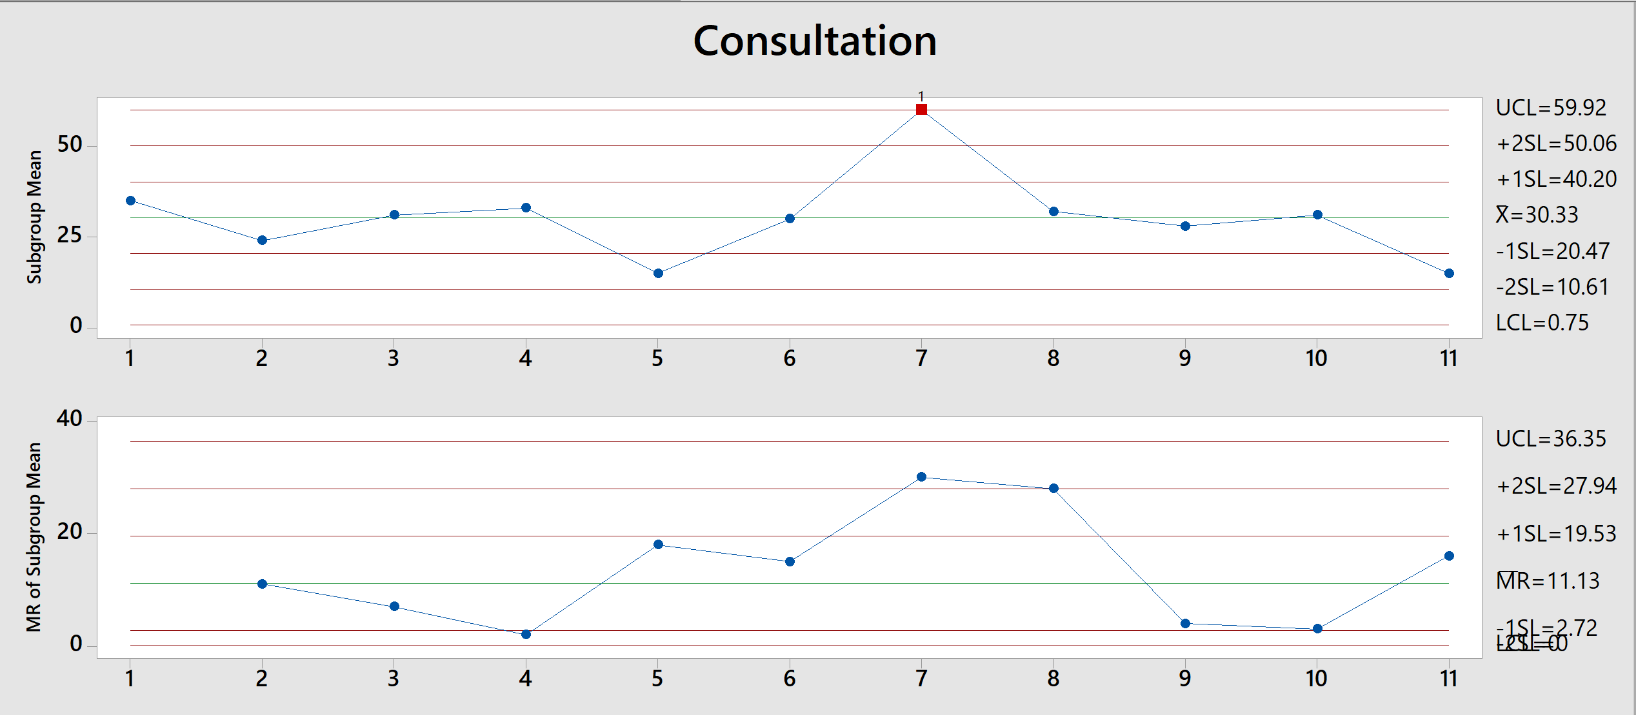 Consultation
1
Subgroup Mean
50
25
0
UCL=59.92
+2SL=50.06
+1SL=40.20
X̿=30.33
-1SL=20.47
-2SL=10.61
LCL=0.75
1 2 3 4 5 6 7 8 9 10 11
MR of Subgroup Mean
40
20
0
UCL=36.35
+2SL=27.94
+1SL=19.53
M̅R̅=11.13
-1SL=2.72
1 2 3 4 5 6 7 8 9 10 11